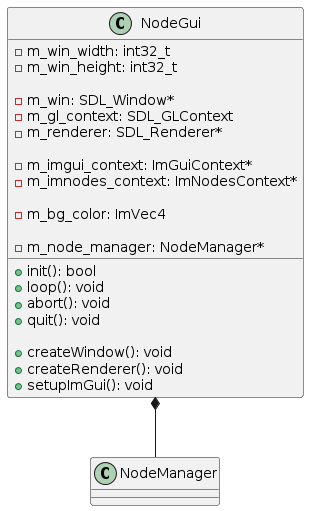 C NodeGui
m_win_width: int32_t
m_win_height: int32_t
m_win: SDL_Window*
m_gl_context: SDL_GLContext
m_renderer: SDL_Renderer*
m_imgui_context: ImGuiContext*
m_imnodes_context: ImNodesContext*
m_bg_color: ImVec4
m_node_manager: NodeManager*
init(): bool
loop(): void
abort(): void
quit(): void
createWindow(): void
createRenderer(): void
setupImGui(): void
C NodeManager